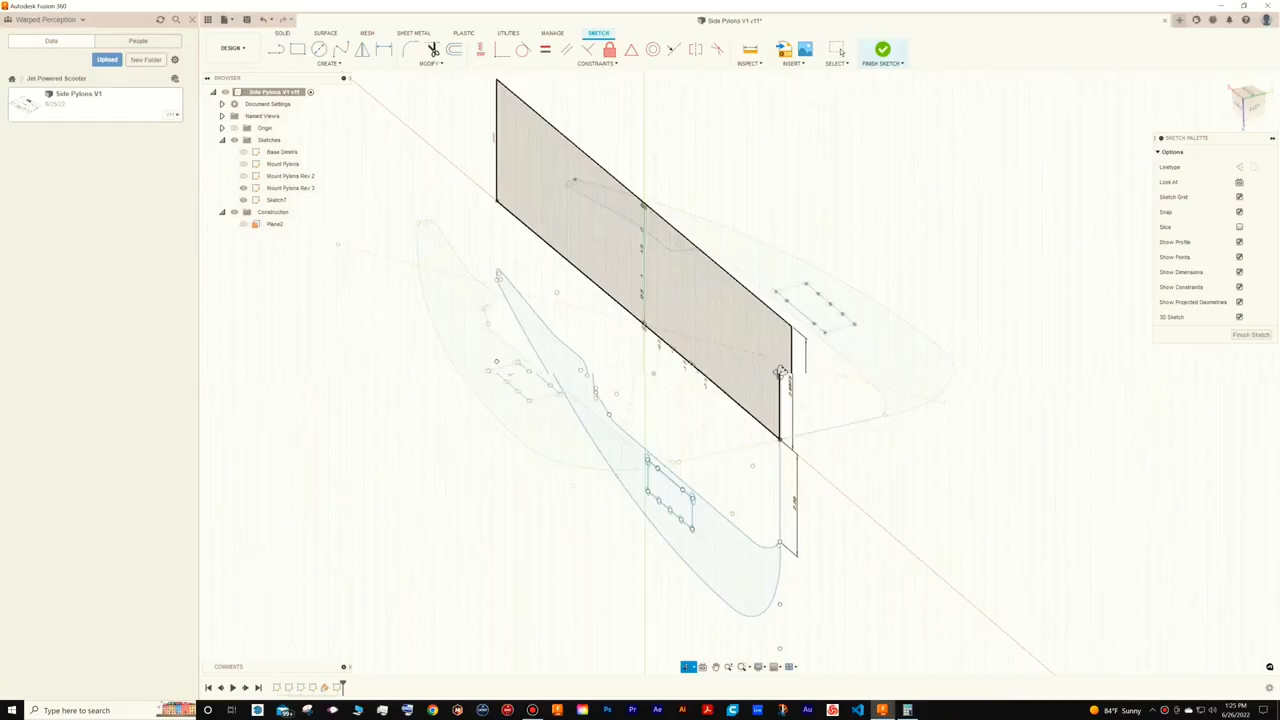 Autodesk Fusion 360
Warped Perception
Side Pylons V1 v11*
Data
People
Upload
New Folder
Jet Powered Scooter
Side Pylons V1
6/25/22
V11
SOLID
SURFACE
MESH
SHEET METAL
PLASTIC
UTILITIES
MANAGE
SKETCH
DESIGN
CREATE
MODIFY
CONSTRAINTS
INSPECT
INSERT
SELECT
FINISH SKETCH
BROWSER
Side Pylons V1 v11
Document Settings
Named Views
Origin
Sketches
Base Dimm's
Mount Pylons
Mount Pylons Rev 2
Mount Pylons Rev 3
Sketch7
Construction
Plane2
LEFT
SKETCH PALETTE
Options
Linetype
Look At
Sketch Grid
Snap
Slice
Show Profile
Show Points
Show Dimensions
Show Constraints
Show Projected Geometries
3D Sketch
Finish Sketch
COMMENTS
Type here to search
84°F Sunny
1:25 PM
6/26/2022